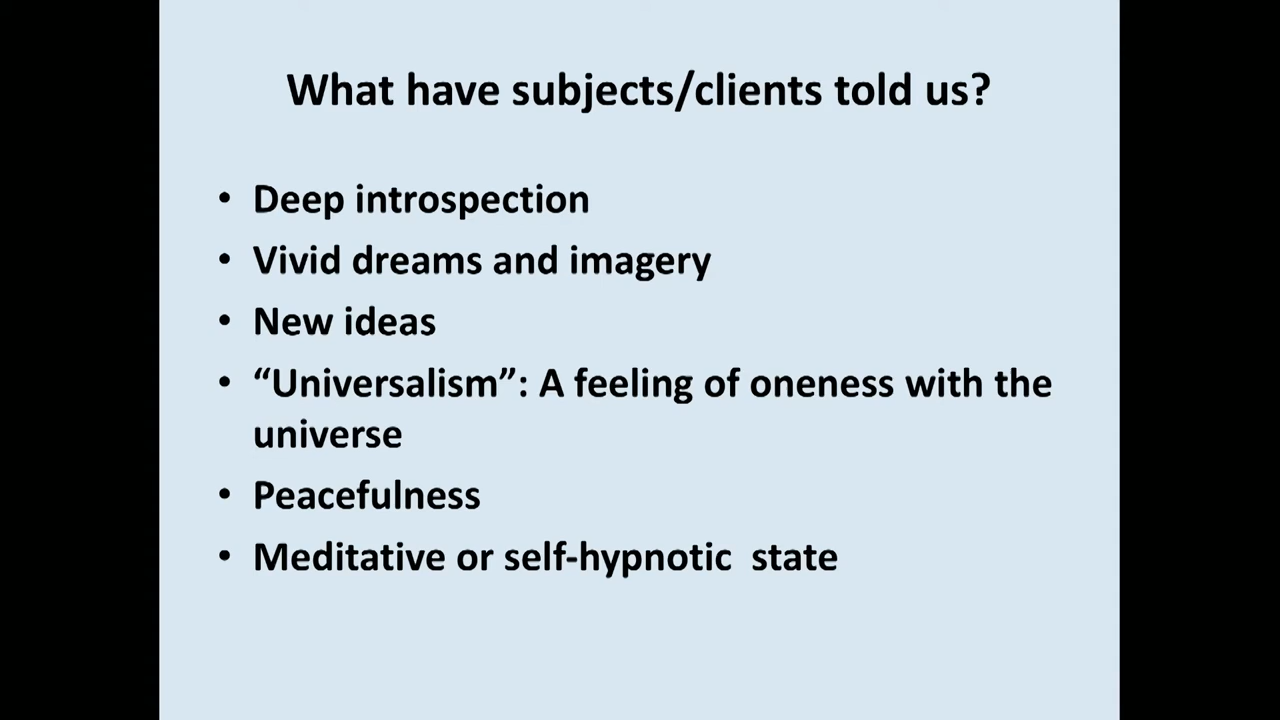 What have subjects/clients told us?
• Deep introspection
• Vivid dreams and imagery
• New ideas
• “Universalism”: A feeling of oneness with the
universe
• Peacefulness
• Meditative or self-hypnotic  state